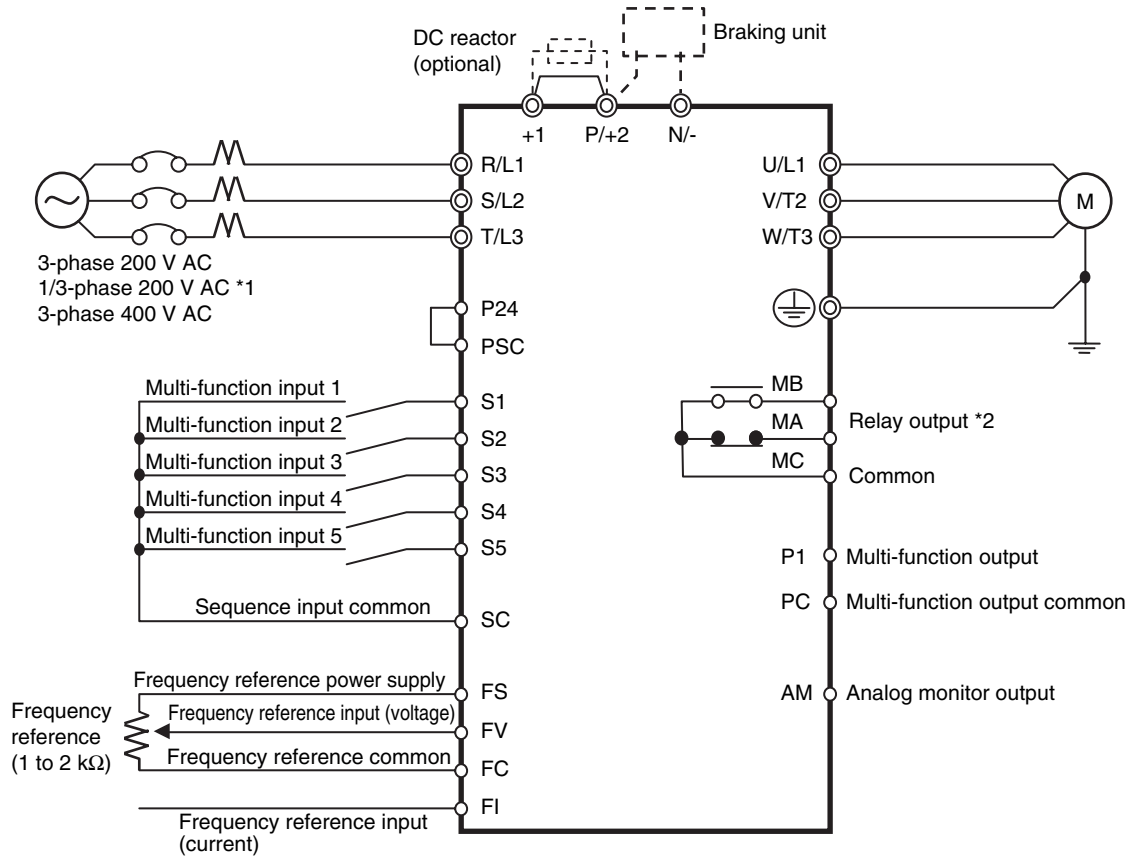 DC reactor
(optional)
Braking unit
+1
P/+2
N/-
R/L1
S/L2
T/L3
U/L1
V/T2
W/T3
M
3-phase 200 V AC
1/3-phase 200 V AC *1
3-phase 400 V AC
P24
PSC
Multi-function input 1
S1
Multi-function input 2
S2
Multi-function input 3
S3
Multi-function input 4
S4
Multi-function input 5
S5
Sequence input common
SC
MB
MA
Relay output *2
MC
Common
P1
Multi-function output
PC
Multi-function output common
Frequency reference power supply
FS
AM
Analog monitor output
Frequency
reference
(1 to 2 kΩ)
Frequency reference input (voltage)
FV
Frequency reference common
FC
FI
Frequency reference input
(current)